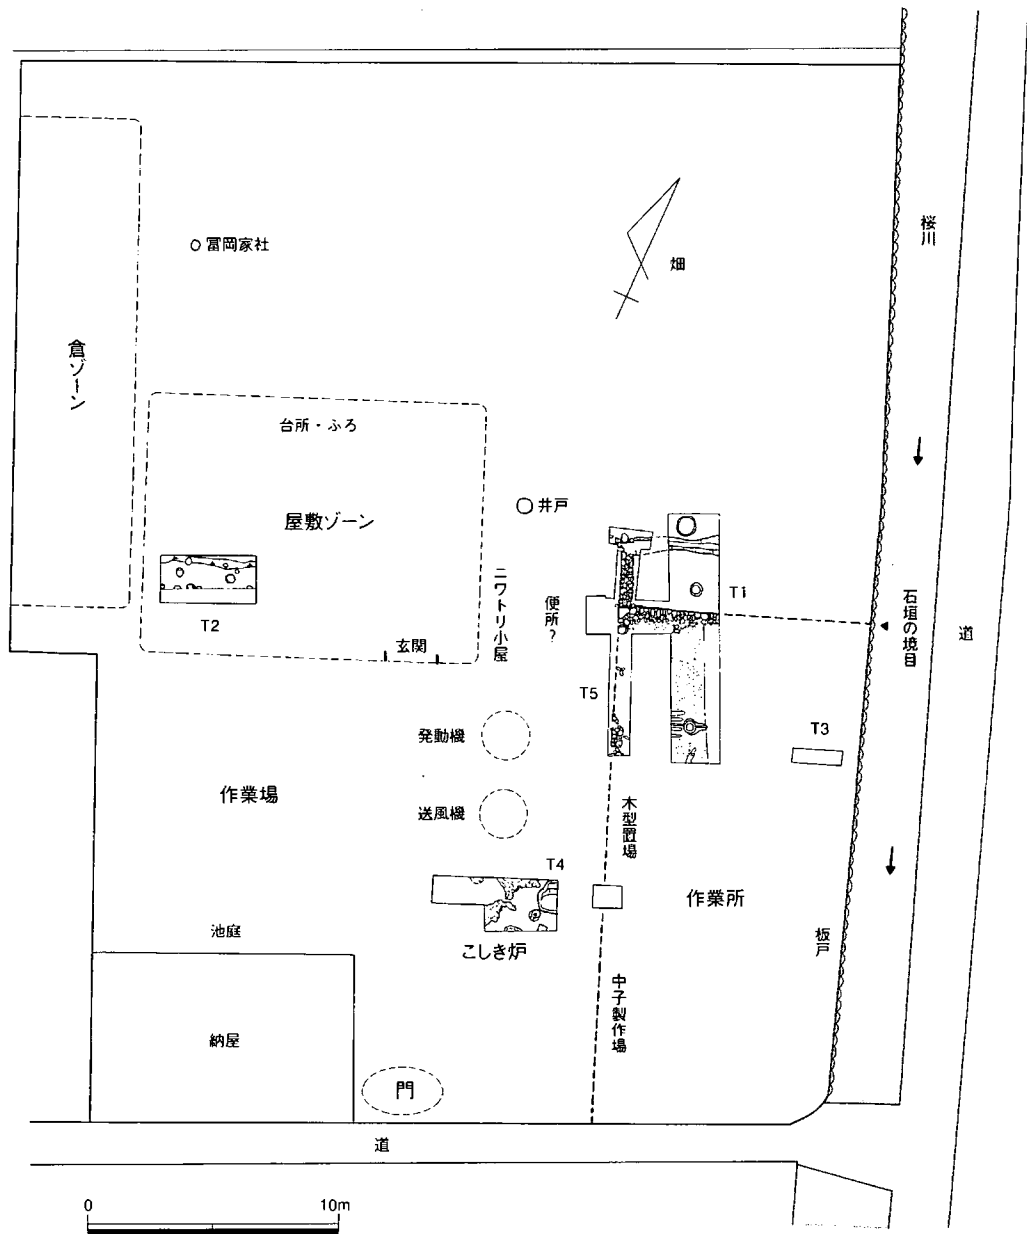 桜川
冨岡家社
畑
倉ゾーン
台所・ふろ
屋敷ゾーン
井戸
ニワトリ小屋
便所?
T1
石垣の境目
道
T2
玄関
T5
T3
発動機
作業場
送風機
木型置場
T4
作業所
こしき炉
池庭
板戸
中子製作場
納屋
門
道
0
10m